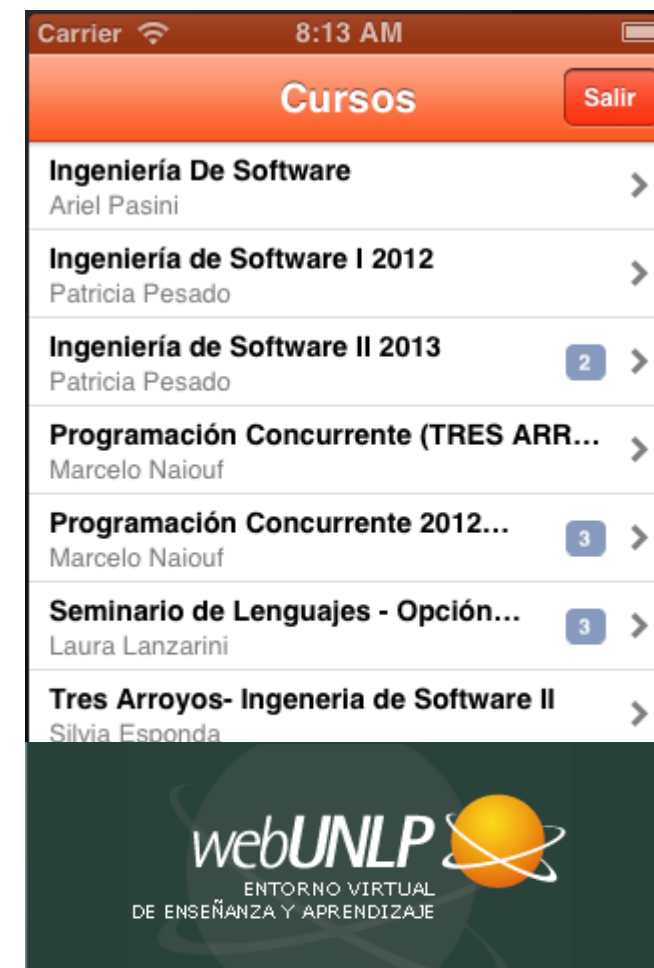 Carrier 8:13 AM
Cursos Salir
Ingeniería De Software
Ariel Pasini
Ingeniería de Software I 2012
Patricia Pesado
Ingeniería de Software II 2013
2
Patricia Pesado
Programación Concurrente (TRES ARR...
Marcelo Naiouf
Programación Concurrente 2012...
3
Marcelo Naiouf
Seminario de Lenguajes - Opción...
3
Laura Lanzarini
Tres Arroyos- Ingeneria de Software II
Silvia Esponda
webUNLP
ENTORNO VIRTUAL
DE ENSEÑANZA Y APRENDIZAJE